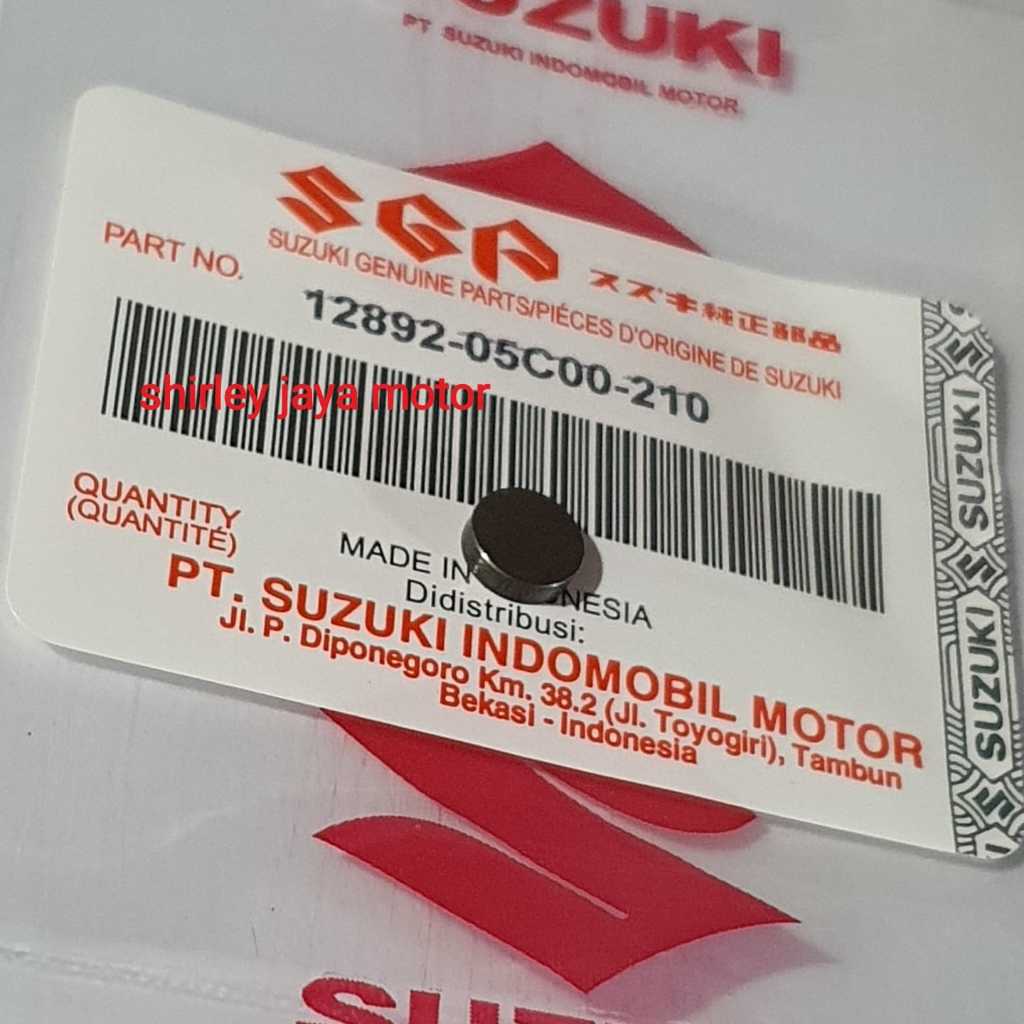 SUZUKI
PT SUZUKI INDOMOBIL MOTOR
SGP
スズキ純正部品
SUZUKI GENUINE PARTS/PIÉCES D'ORIGINE DE SUZUKI
PART NO.
12892-05C00-210
shirley jaya motor
QUANTITY
(QUANTITÉ)
MADE IN
Didistribusi:
PT. SUZUKI INDOMOBIL MOTOR
Jl. P. Diponegoro Km. 38.2 (Jl. Toyogiri), Tambun
Bekasi - Indonesia
SUZUKI
SUZUKI